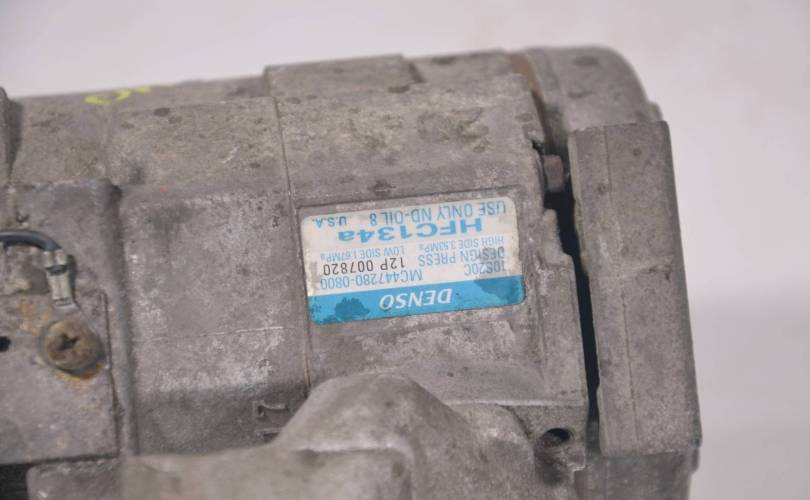 DENSO
10S20C MC447280-0800
DESIGN PRESS 12P 007820
HIGH SIDE 3.53MPa LOW SIDE 1.67MPa
HFC134a
USE ONLY ND-OIL 8 U.S.A.